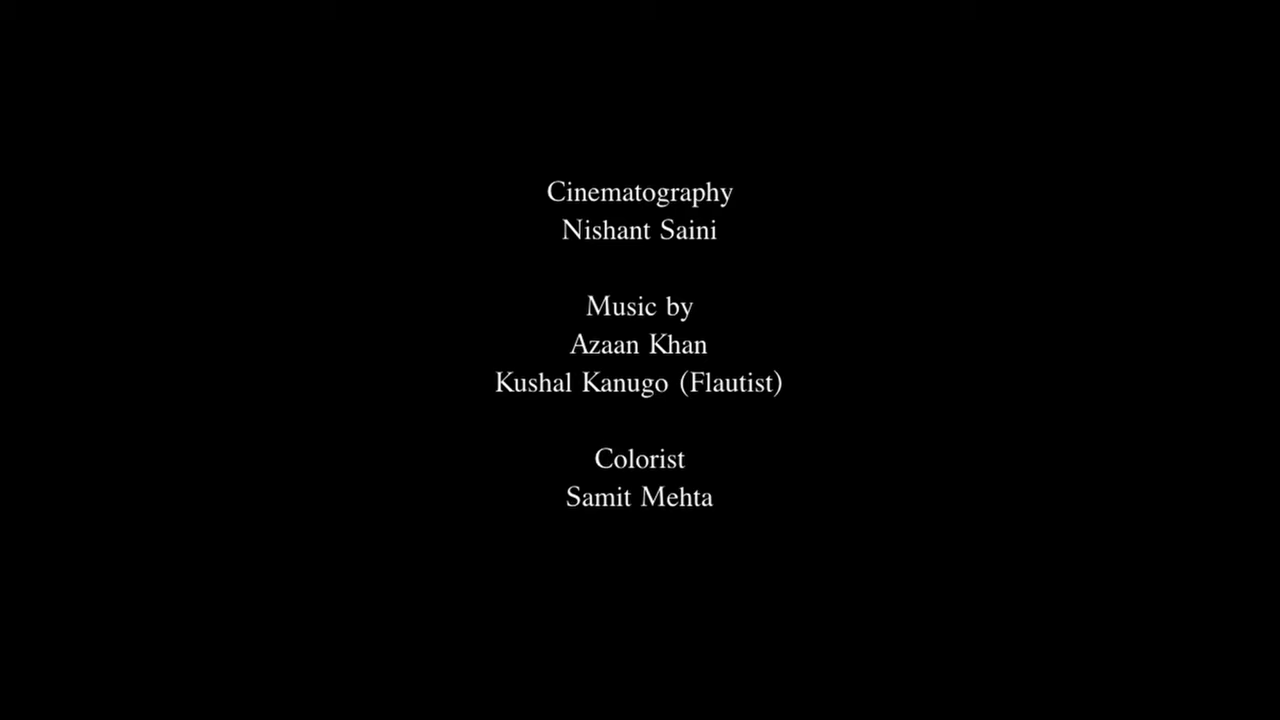 Cinematography
Nishant Saini
Music by
Azaan Khan
Kushal Kanugo (Flautist)
Colorist
Samit Mehta